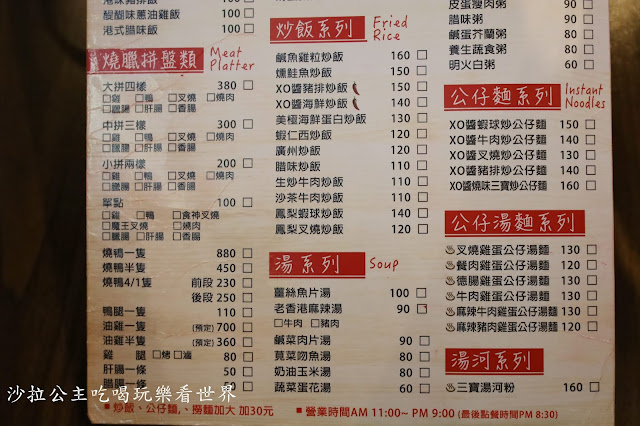 港式豬排飯 100 □
醍醐味蔥油雞飯 100 □
港式腊味飯 100 □
燒臘拼盤類 Meat Platter
大拼四樣 380 □
□雞 □鴨 □叉燒 □燒肉
□臘腸 □肝腸 □香腸
中拼三樣 300 □
□雞 □鴨 □叉燒 □燒肉
□臘腸 □肝腸 □香腸
小拼兩樣 200 □
□雞 □鴨 □叉燒 □燒肉
□臘腸 □肝腸 □香腸
單點 100 □
□雞 □鴨 □食神叉燒
□魔王叉燒 □燒肉
□臘腸 □肝腸 □香腸
燒鴨一隻 880 □
燒鴨半隻 450 □
燒鴨4/1隻 前段 230 □
後段 250 □
鴨腿一隻 110 □
油雞一隻 (預定) 700 □
油雞半隻 (預定) 360 □
雞 腿 □烤 □滷 80 □
肝腸一條 50 □
腊腸一條 50 □
炒飯系列 Fried Rice
鹹魚雞粒炒飯 160 □
燻鮭魚炒飯 150 □
XO醬豬排炒飯 150 □
XO醬海鮮炒飯 150 □
美極海鮮蛋白炒飯 130 □
蝦仁西炒飯 120 □
廣州炒飯 120 □
腊味炒飯 110 □
生炒牛肉炒飯 110 □
沙茶牛肉炒飯 110 □
鳳梨蝦球炒飯 140 □
鳳梨叉燒炒飯 120 □
湯系列 Soup
薑絲魚片湯 100 □
老香港麻辣湯 90 □
□牛肉 □豬肉
鹹菜肉片湯 90 □
莧菜吻魚湯 80 □
奶油玉米湯 80 □
蔬菜蛋花湯 60 □
皮蛋瘦肉粥 90 □
腊味粥 90 □
鹹蛋芥蘭粥 80 □
養生蔬食粥 80 □
明火白粥 50 □
公仔麵系列 Instant Noodles
XO醬蝦球炒公仔麵 150 □
XO醬牛肉炒公仔麵 140 □
XO醬叉燒炒公仔麵 130 □
XO醬豬排炒公仔麵 140 □
XO醬燒味三寶炒公仔麵 160 □
公仔湯麵系列
叉燒雞蛋公仔湯麵 130 □
餐肉雞蛋公仔湯麵 120 □
德腸雞蛋公仔湯麵 130 □
牛肉雞蛋公仔湯麵 130 □
麻辣牛肉雞蛋公仔湯麵 130 □
麻辣豬肉雞蛋公仔湯麵 120 □
湯河系列
三寶湯河粉 160 □
■ 炒飯、公仔麵、撈麵加大 加30元
■ 營業時間AM 11:00~ PM 9:00 (最後點餐時間PM 8:30)
沙拉公主吃喝玩樂看世界